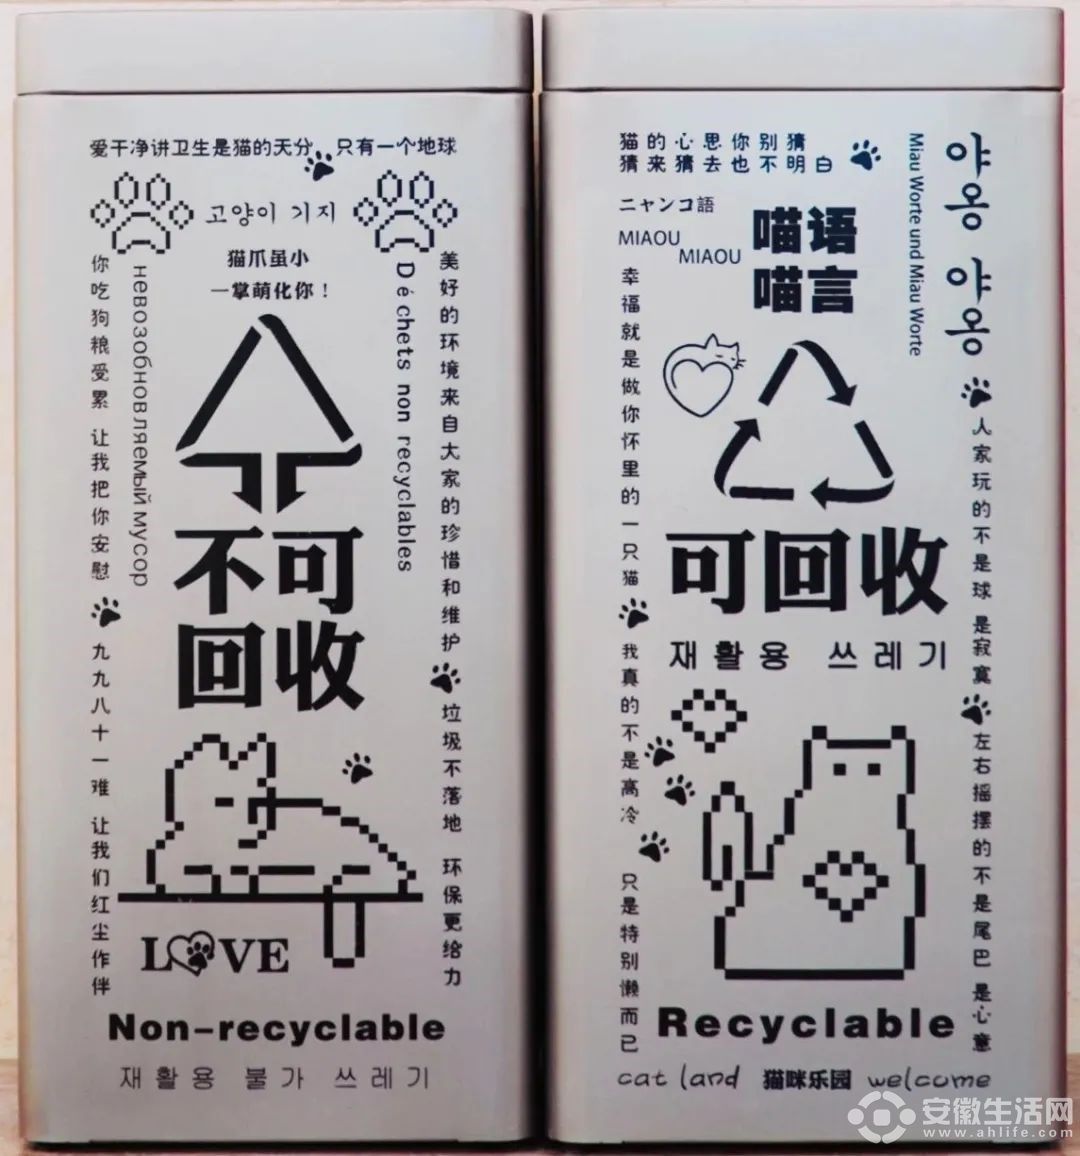 爱干净讲卫生是猫的天分 只有一个地球
고양이 기지
猫爪虽小
一掌萌化你！
你吃狗粮受累 让我把你安慰 九九八十一难 让我们红尘作伴
невозобновляемый мусор
Déchets non recyclables
美好的环境来自大家的珍惜和维护 垃圾不落地 环保更给力
不可
回收
LOVE
Non-recyclable
재활용 불가 쓰레기
猫的心思你别猜
猜来猜去也不明白
ニャンコ語
MIAOU
MIAOU
喵语
喵言
Miau Worte und Miau Worte
야옹 야옹
幸福就是做你怀里的一只猫 我真的不是高冷 只是特别懒而已
人家玩的不是球 是寂寞 左右摇摆的不是尾巴 是心意
可回收
재활용 쓰레기
Recyclable
cat land 猫咪乐园 welcome
安徽生活网
www.ahlife.com